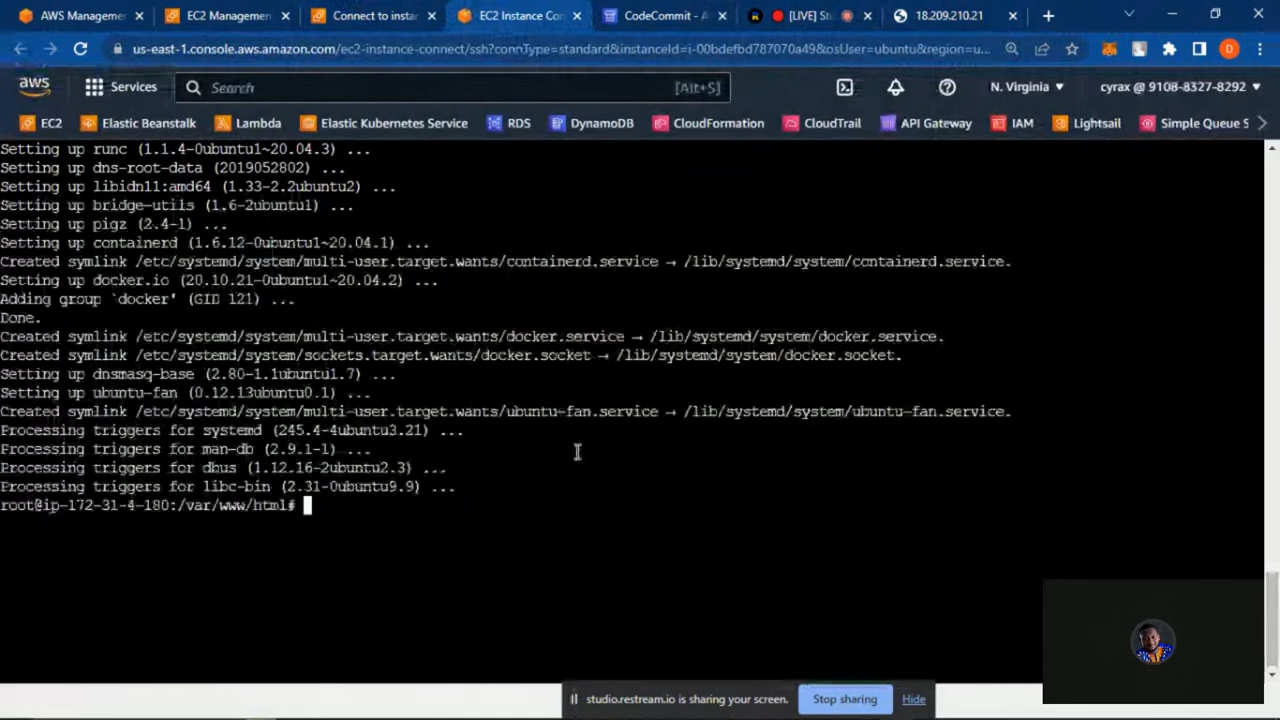 AWS Manageme
EC2 Managemen
Connect to instan
EC2 Instance Con
CodeCommit - A
[LIVE] St
18.209.210.21
us-east-1.console.aws.amazon.com/ec2-instance-connect/ssh?connType=standard&instanceId=i-00bdefbd787070a49&osUser=ubuntu&region=u...
aws
Services
Search
[Alt+S]
N. Virginia
cyrax @ 9108-8327-8292
EC2
Elastic Beanstalk
Lambda
Elastic Kubernetes Service
RDS
DynamoDB
CloudFormation
CloudTrail
API Gateway
IAM
Lightsail
Simple Queue S
Setting up runc (1.1.4-0ubuntu1~20.04.3) ...
Setting up dns-root-data (2019052802) ...
Setting up libidn11:amd64 (1.33-2.2ubuntu2) ...
Setting up bridge-utils (1.6-2ubuntu1) ...
Setting up pigz (2.4-1) ...
Setting up containerd (1.6.12-0ubuntu1~20.04.1) ...
Created symlink /etc/systemd/system/multi-user.target.wants/containerd.service → /lib/systemd/system/containerd.service.
Setting up docker.io (20.10.21-0ubuntu1~20.04.2) ...
Adding group `docker' (GID 121) ...
Done.
Created symlink /etc/systemd/system/multi-user.target.wants/docker.service → /lib/systemd/system/docker.service.
Created symlink /etc/systemd/system/sockets.target.wants/docker.socket → /lib/systemd/system/docker.socket.
Setting up dnsmasq-base (2.80-1.1ubuntu1.7) ...
Setting up ubuntu-fan (0.12.13ubuntu0.1) ...
Created symlink /etc/systemd/system/multi-user.target.wants/ubuntu-fan.service → /lib/systemd/system/ubuntu-fan.service.
Processing triggers for systemd (245.4-4ubuntu3.21) ...
Processing triggers for man-db (2.9.1-1) ...
Processing triggers for dbus (1.12.16-2ubuntu2.3) ...
Processing triggers for libc-bin (2.31-0ubuntu9.9) ...
root@ip-172-31-4-180:/var/www/html#
studio.restream.io is sharing your screen.
Stop sharing
Hide